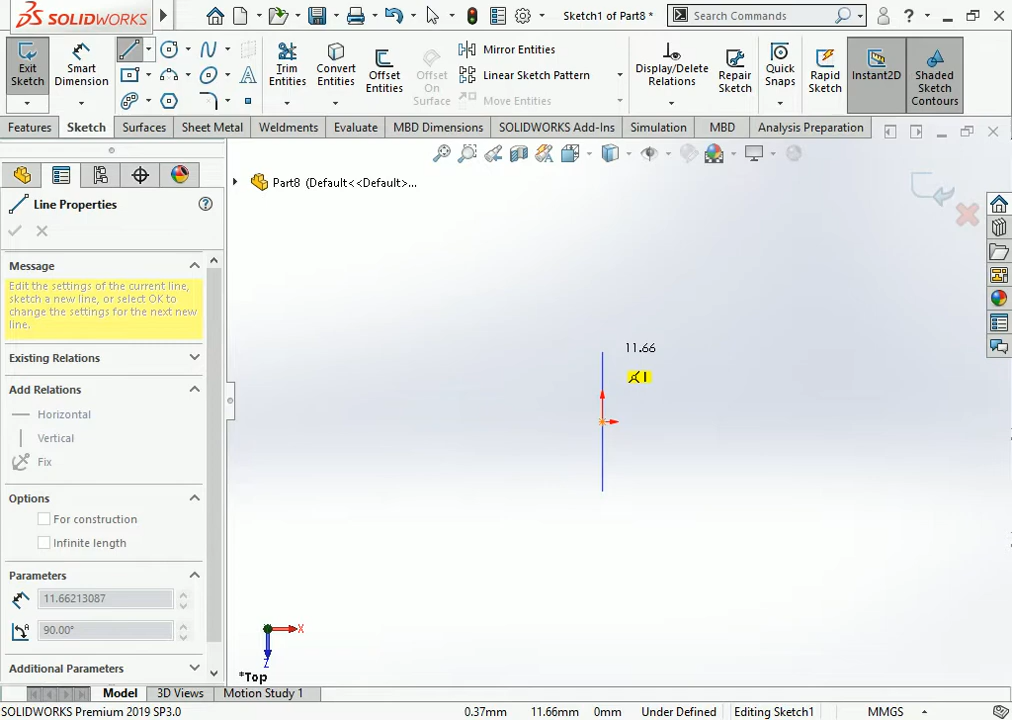 SOLIDWORKS
Sketch1 of Part8 *
Search Commands
?
Exit Sketch
Smart Dimension
Trim Entities
Convert Entities
Offset Entities
Offset On Surface
Mirror Entities
Linear Sketch Pattern
Move Entities
Display/Delete Relations
Repair Sketch
Quick Snaps
Rapid Sketch
Instant2D
Shaded Sketch Contours
Features
Sketch
Surfaces
Sheet Metal
Weldments
Evaluate
MBD Dimensions
SOLIDWORKS Add-Ins
Simulation
MBD
Analysis Preparation
Part8 (Default<<Default>...
Line Properties
Message
Edit the settings of the current line,
sketch a new line, or select OK to
change the settings for the next new
line.
Existing Relations
Add Relations
Horizontal
Vertical
Fix
Options
For construction
Infinite length
Parameters
11.66213087
90.00°
Additional Parameters
11.66
X
Z
*Top
Model
3D Views
Motion Study 1
SOLIDWORKS Premium 2019 SP3.0
0.37mm
11.66mm
0mm
Under Defined
Editing Sketch1
MMGS